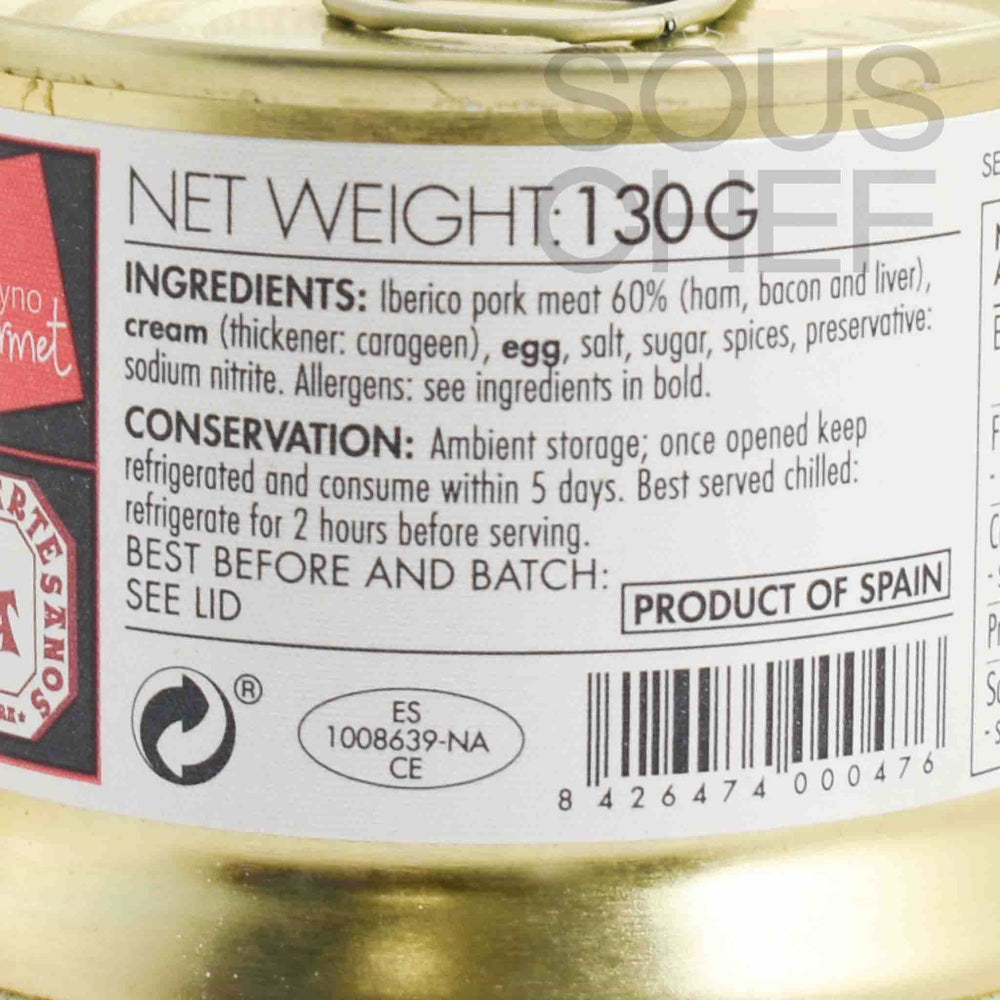 SOUS
CHEF
NET WEIGHT: 130G
INGREDIENTS: Iberico pork meat 60% (ham, bacon and liver),
cream (thickener: carageen), egg, salt, sugar, spices, preservative:
sodium nitrite. Allergens: see ingredients in bold.
CONSERVATION: Ambient storage; once opened keep
refrigerated and consume within 5 days. Best served chilled:
refrigerate for 2 hours before serving.
BEST BEFORE AND BATCH:
SEE LID
PRODUCT OF SPAIN
ARTESANOS
®
ES
1008639-NA
CE
8 426474 000476